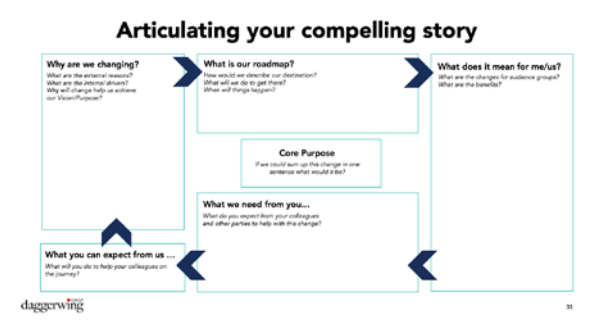 Articulating your compelling story
Why are we changing?
What are the external reasons?
What are the internal drivers?
Why will change help us achieve
our Vision/Purpose?
What is our roadmap?
How would we describe our destination?
What will we do to get there?
When will things happen?
What does it mean for me/us?
What are the changes for audience groups?
What are the benefits?
Core Purpose
If we could sum up this change in one
sentence what would it be?
What we need from you...
What do you expect from your colleagues
and other parties to help with this change?
What you can expect from us ...
What will you do to help your colleagues on
the journey?
daggerwing
GROUP